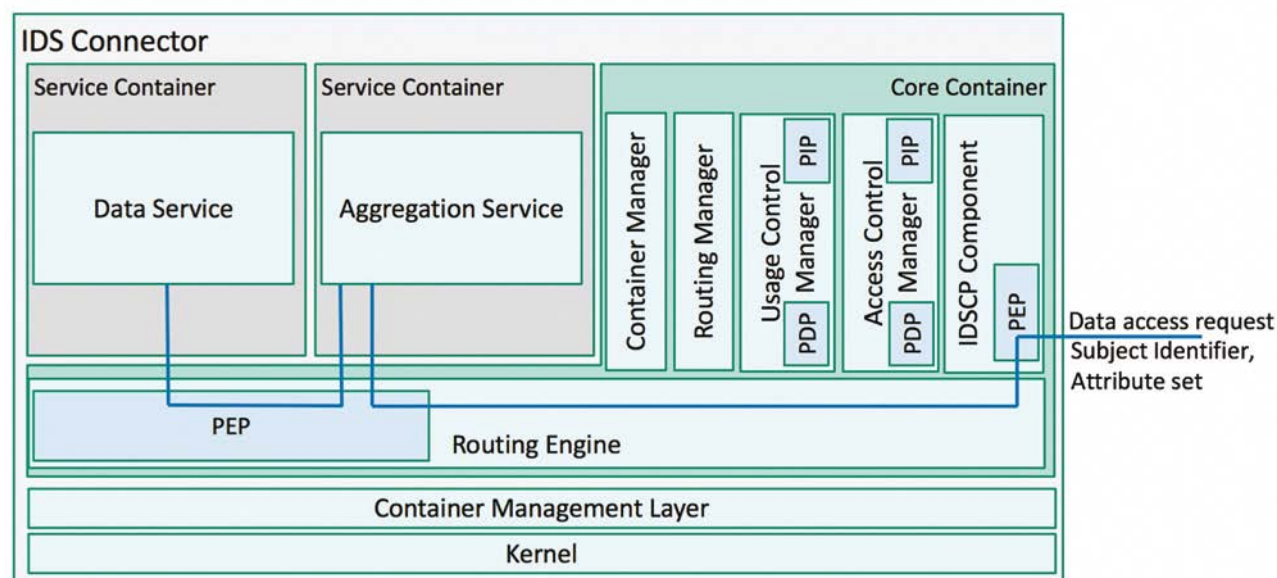 IDS Connector
Service Container
Service Container
Core Container
Data Service
Aggregation Service
Container Manager
Routing Manager
Usage Control
Manager
PIP
PDP
Access Control
Manager
PIP
PDP
IDSCP Component
PEP
Data access request
Subject Identifier,
Attribute set
PEP
Routing Engine
Container Management Layer
Kernel